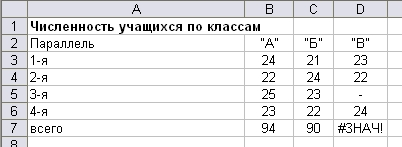 A B C D
1 Численность учащихся по классам
2 Параллель "А" "Б" "В"
3 1-я 24 21 23
4 2-я 22 24 22
5 3-я 25 23 -
6 4-я 23 22 24
7 всего 94 90 #ЗНАЧ!
8